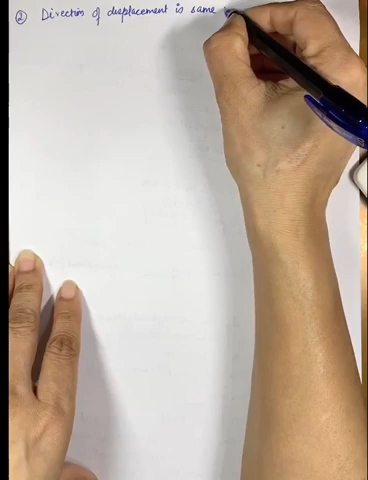 ② Direction of displacement is same